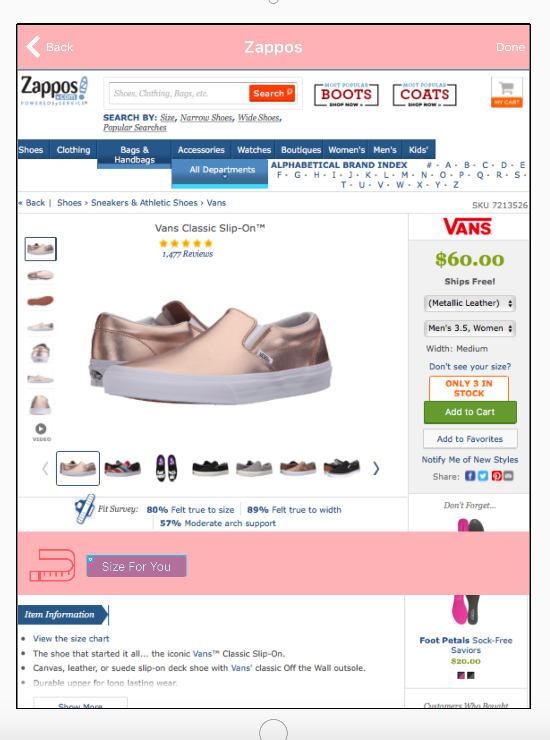 Back
Zappos
Done
Zappos
.com
POWERED by SERVICE
Shoes, Clothing, Bags, etc.
Search
MOST POPULAR
BOOTS
SHOP NOW
MOST POPULAR
COATS
SHOP NOW
MY CART
SEARCH BY: Size, Narrow Shoes, Wide Shoes,
Popular Searches
Shoes Clothing Bags & Handbags Accessories Watches Boutiques Women's Men's Kids'
All Departments
ALPHABETICAL BRAND INDEX # - A - B - C - D - E
F - G - H - I - J - K - L - M - N - O - P - Q - R - S -
T - U - V - W - X - Y - Z
« Back | Shoes › Sneakers & Athletic Shoes › Vans
SKU 7213526
Vans Classic Slip-On™
1,477 Reviews
VIDEO
VANS
$60.00
Ships Free!
(Metallic Leather)
Men's 3.5, Women
Width: Medium
Don't see your size?
ONLY 3 IN
STOCK
Add to Cart
Add to Favorites
Notify Me of New Styles
Share:
Fit Survey: 80% Felt true to size | 89% Felt true to width
| 57% Moderate arch support
Don't Forget...
Size For You
Item Information
View the size chart
The shoe that started it all... the iconic Vans™ Classic Slip-On.
Canvas, leather, or suede slip-on deck shoe with Vans' classic Off the Wall outsole.
Durable upper for long lasting wear.
Show More
Foot Petals Sock-Free
Saviors
$20.00
Customers Who Bought